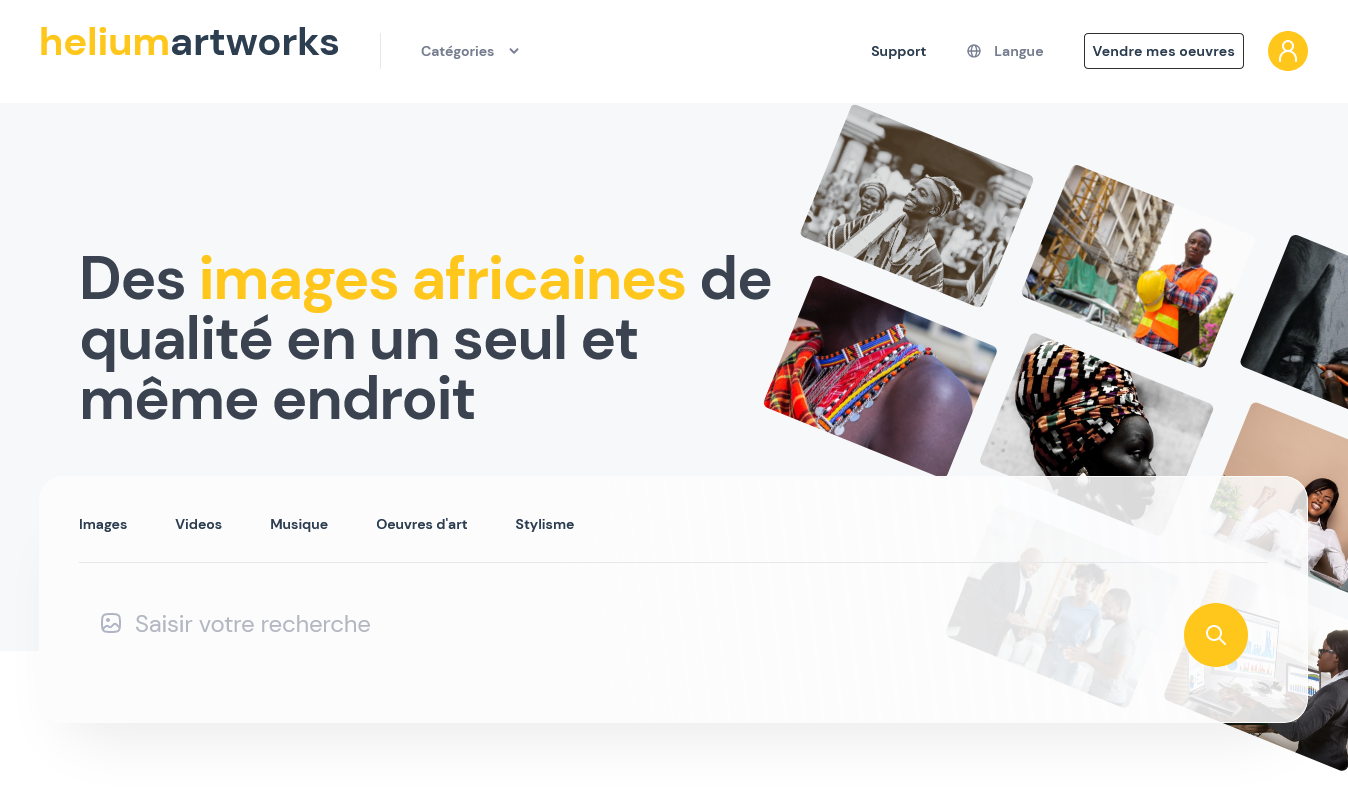 heliumartworks
Catégories
Support
Langue
Vendre mes oeuvres
Des images africaines de
qualité en un seul et
même endroit
Images
Videos
Musique
Oeuvres d'art
Stylisme
Saisir votre recherche